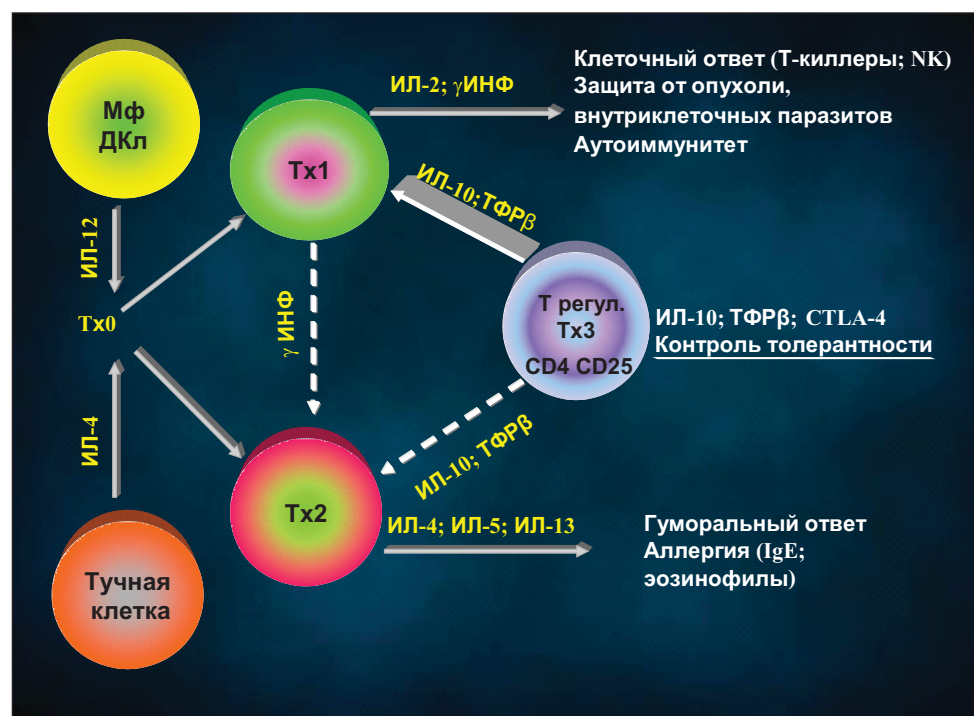 Мф
ДКл
ИЛ-12
Тх0
ИЛ-4
Тучная
клетка
Тх1
ИЛ-2; γИНФ
Клеточный ответ (Т-киллеры; NK)
Защита от опухоли,
внутриклеточных паразитов
Аутоиммунитет
ИЛ-10;ТФРβ
γ ИНФ
Т регул.
Тх3
CD4 CD25
ИЛ-10; ТФРβ; CTLA-4
Контроль толерантности
ИЛ-10; ТФРβ
Тх2
ИЛ-4; ИЛ-5; ИЛ-13
Гуморальный ответ
Аллергия (IgE;
эозинофилы)